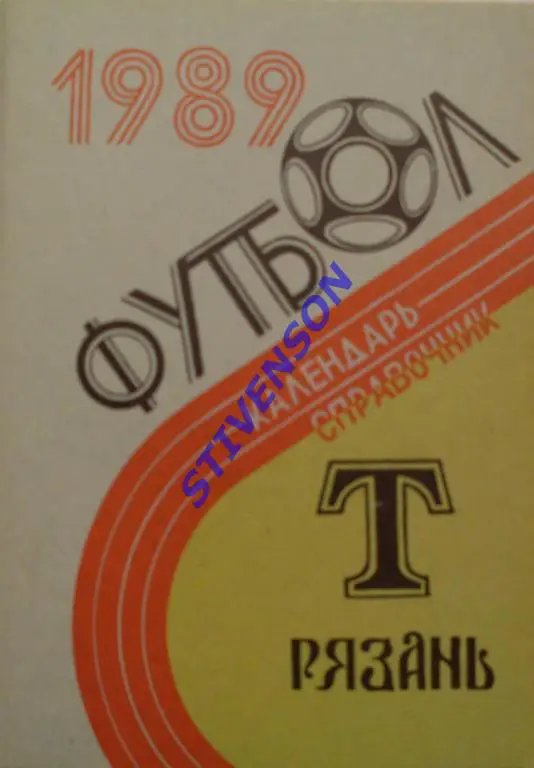 1989
ФУТБОЛ
КАЛЕНДАРЬ
СПРАВОЧНИК
Т
РЯЗАНЬ
STIVENSON